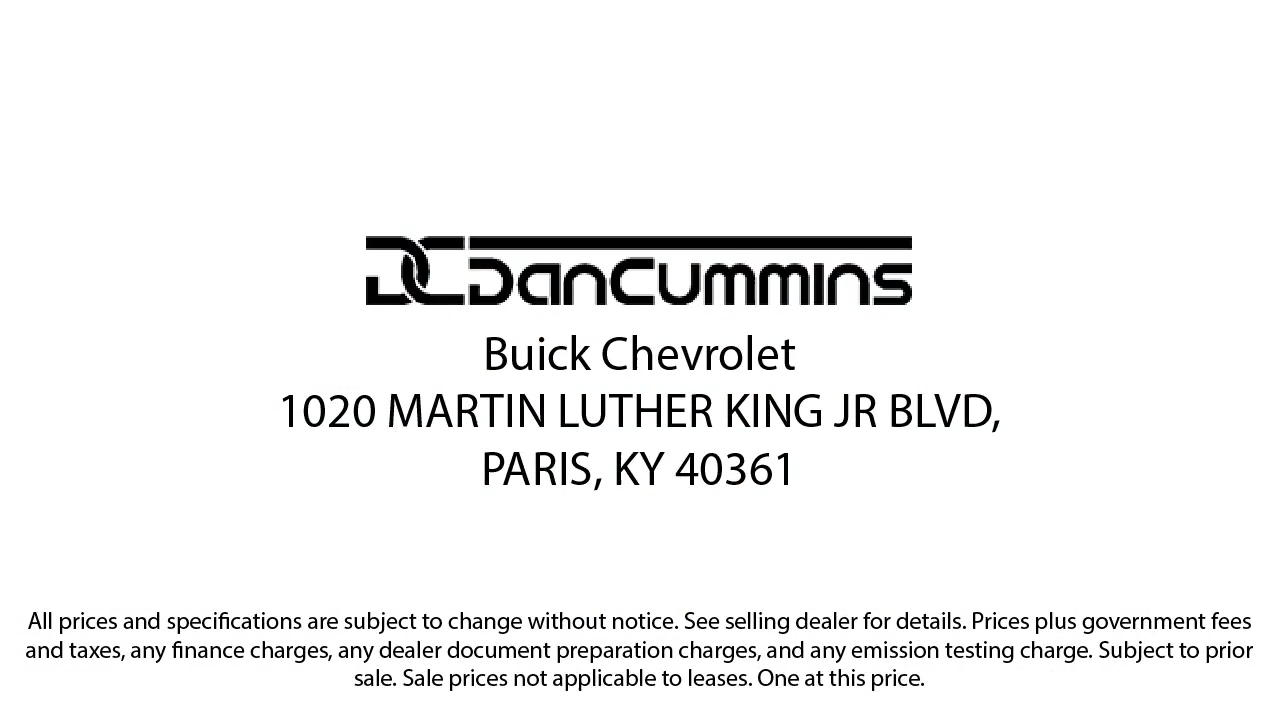 DC DanCummins
Buick Chevrolet
1020 MARTIN LUTHER KING JR BLVD,
PARIS, KY 40361
All prices and specifications are subject to change without notice. See selling dealer for details. Prices plus government fees
and taxes, any finance charges, any dealer document preparation charges, and any emission testing charge. Subject to prior
sale. Sale prices not applicable to leases. One at this price.